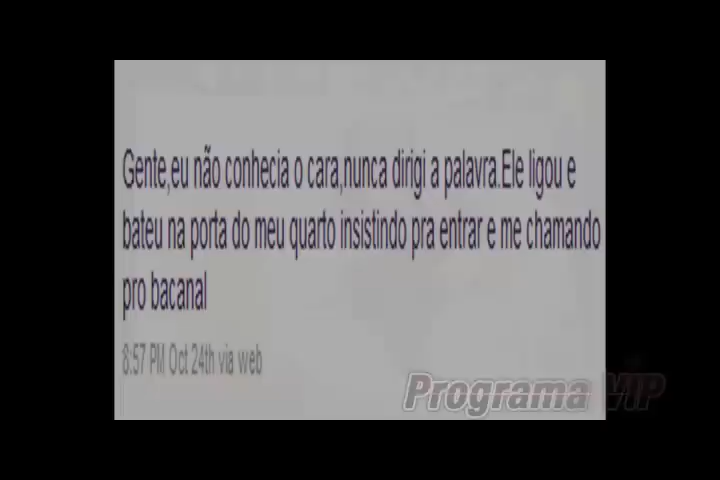 Gente,eu não conhecia o cara,nunca dirigi a palavra.Ele ligou e
bateu na porta do meu quarto insistindo pra entrar e me chamando
pro bacanal
8:57 PM Oct 24th via web
Programa VIP